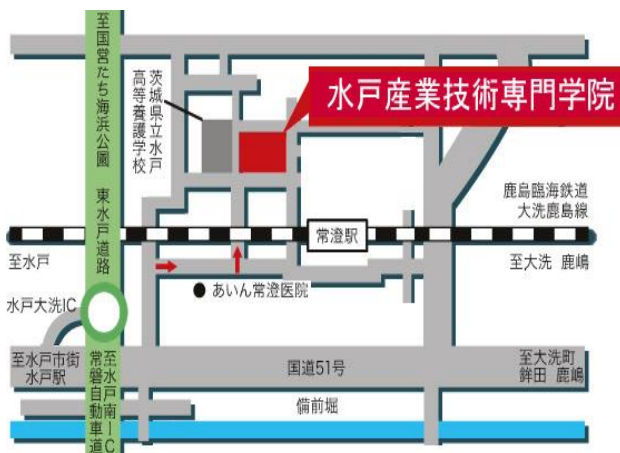 至国営ひたち海浜公園
東水戸道路
茨城県立水戸
高等養護学校
水戸産業技術専門学院
鹿島臨海鉄道
大洗鹿島線
常澄駅
至水戸
至大洗 鹿嶋
水戸大洗IC
あいん常澄医院
至水戸市街
水戸駅
国道51号
至大洗町
鉾田 鹿嶋
至水戸南IC
常磐自動車道
備前堀